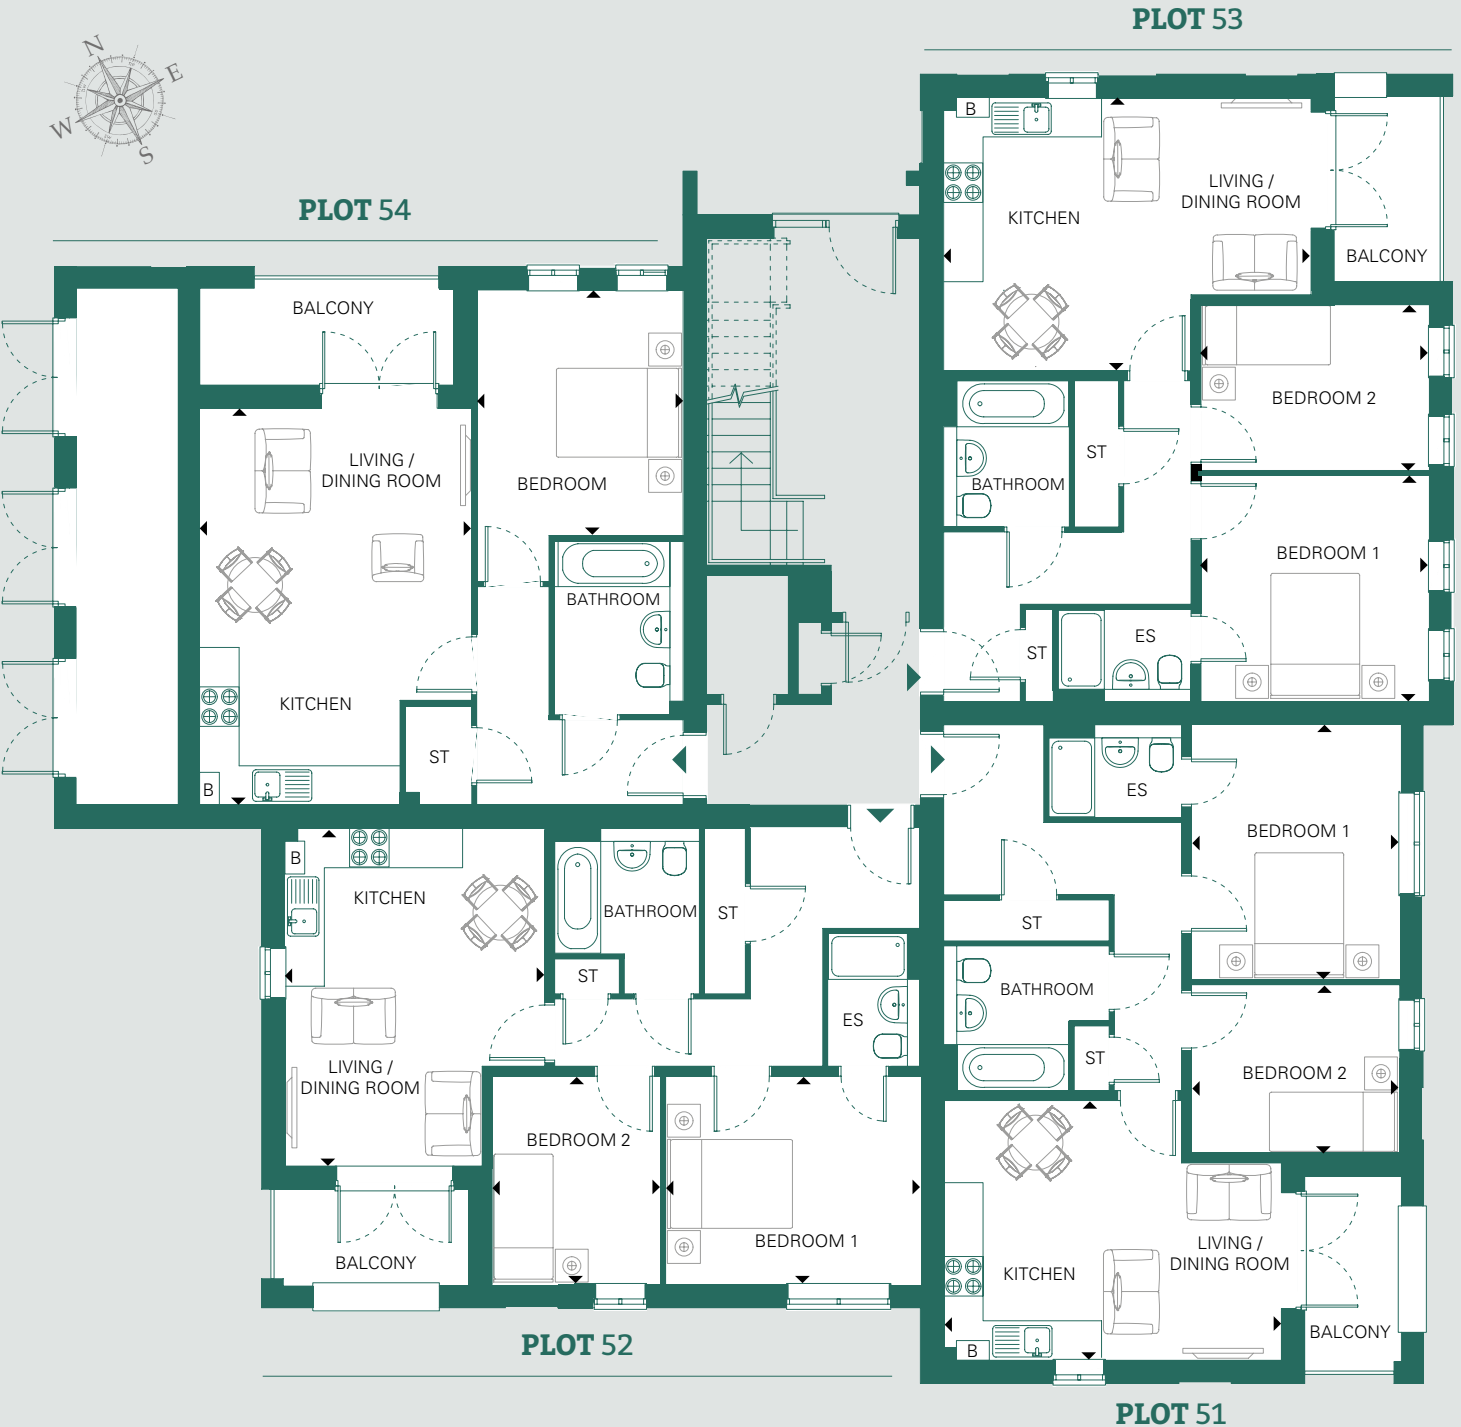 PLOT 53
N
E
W
S
B
LIVING /
DINING ROOM
KITCHEN
BALCONY
BEDROOM 2
ST
BATHROOM
BEDROOM 1
ES
ST
PLOT 54
BALCONY
LIVING /
DINING ROOM
BEDROOM
BATHROOM
KITCHEN
ST
B
B
KITCHEN
BATHROOM
ST
ST
ES
LIVING /
DINING ROOM
BEDROOM 2
BEDROOM 1
BALCONY
PLOT 52
ES
BEDROOM 1
ST
BATHROOM
ST
BEDROOM 2
LIVING /
DINING ROOM
KITCHEN
BALCONY
B
PLOT 51